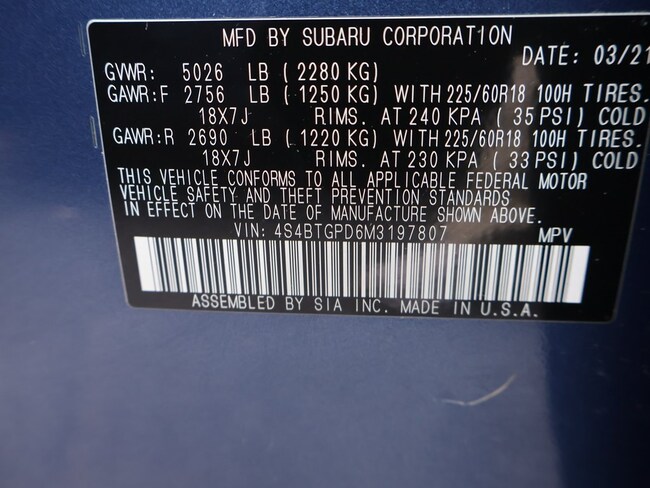 MFD BY SUBARU CORPORATION
DATE: 03/21
GVWR: 5026 LB (2280 KG)
GAWR:F 2756 LB (1250 KG) WITH 225/60R18 100H TIRES.
18X7J RIMS. AT 240 KPA (35 PSI) COLD
GAWR:R 2690 LB (1220 KG) WITH 225/60R18 100H TIRES.
18X7J RIMS. AT 230 KPA (33 PSI) COLD
THIS VEHICLE CONFORMS TO ALL APPLICABLE FEDERAL MOTOR
VEHICLE SAFETY AND THEFT PREVENTION STANDARDS
IN EFFECT ON THE DATE OF MANUFACTURE SHOWN ABOVE.
VIN: 4S4BTGPD6M3197807 MPV
ASSEMBLED BY SIA INC. MADE IN U.S.A.